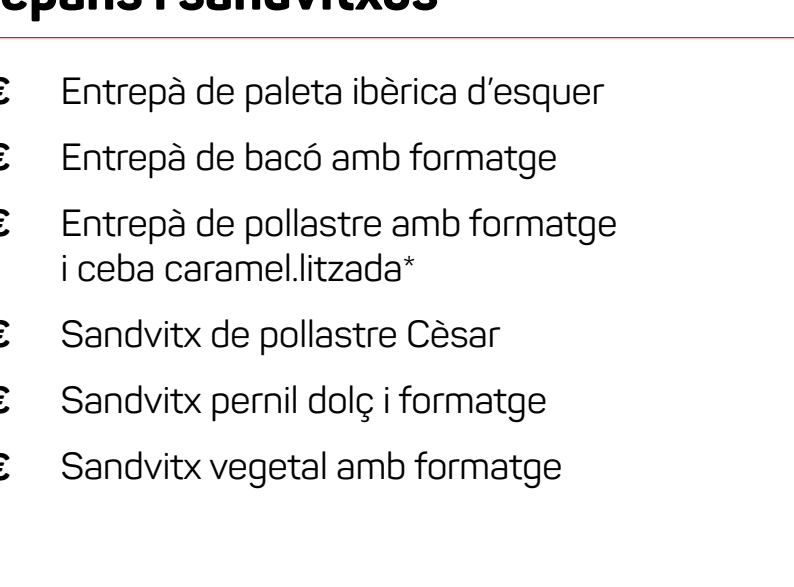 i sandvitxos
€ Entrepà de paleta ibèrica d’esquer
€ Entrepà de bacó amb formatge
€ Entrepà de pollastre amb formatge
i ceba caramel.litzada*
€ Sandvitx de pollastre Cèsar
€ Sandvitx pernil dolç i formatge
€ Sandvitx vegetal amb formatge